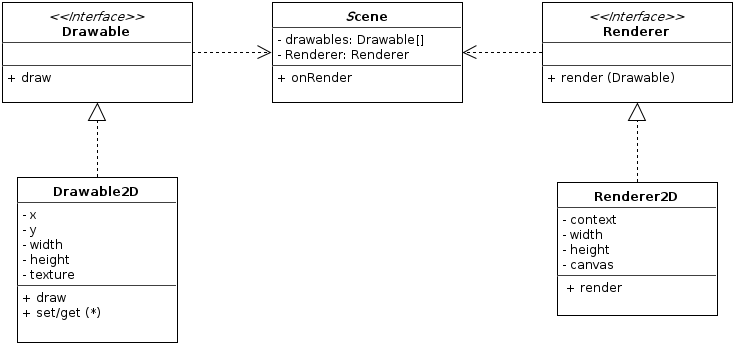 <<Interface>>
Drawable
+ draw
Scene
- drawables: Drawable[]
- Renderer: Renderer
+ onRender
<<Interface>>
Renderer
+ render (Drawable)
Drawable2D
- x
- y
- width
- height
- texture
+ draw
+ set/get (*)
Renderer2D
- context
- width
- height
- canvas
+ render